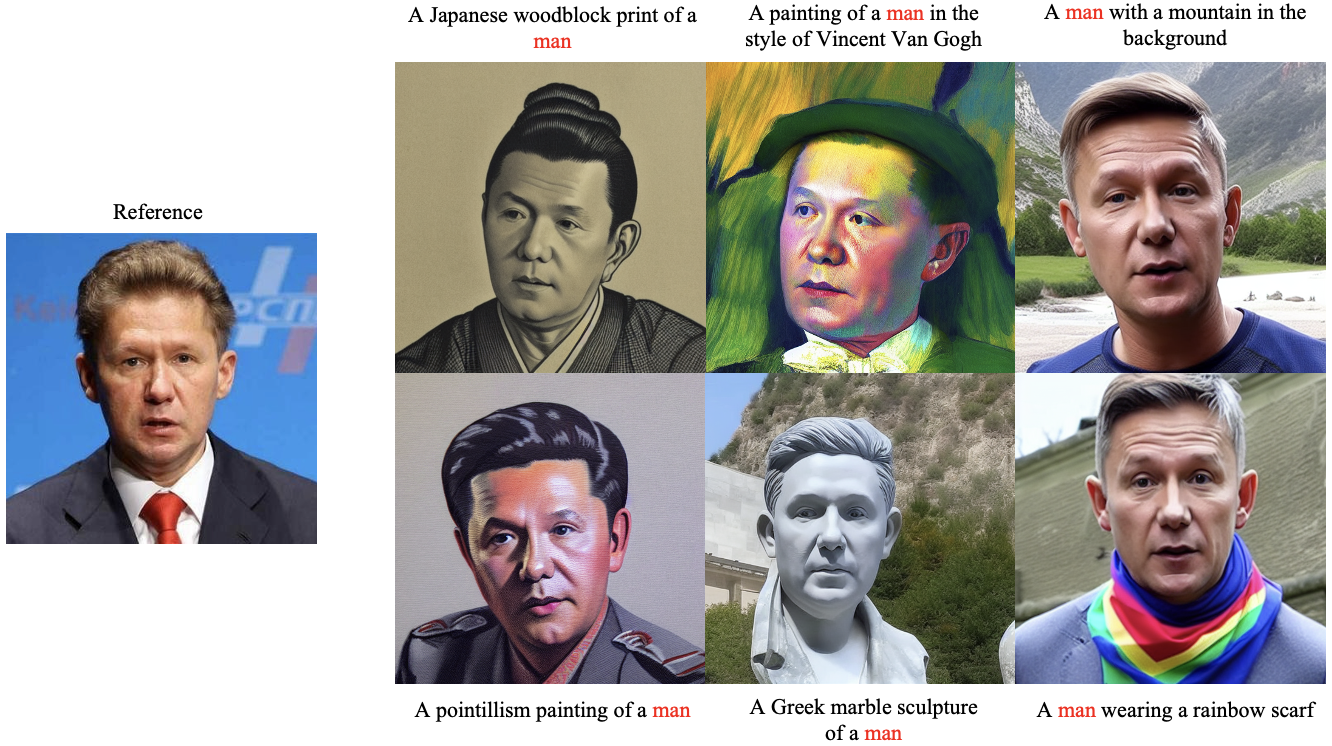 A Japanese woodblock print of a
man
A painting of a man in the
style of Vincent Van Gogh
A man with a mountain in the
background
Reference
РСП
A pointillism painting of a man
A Greek marble sculpture
of a man
A man wearing a rainbow scarf